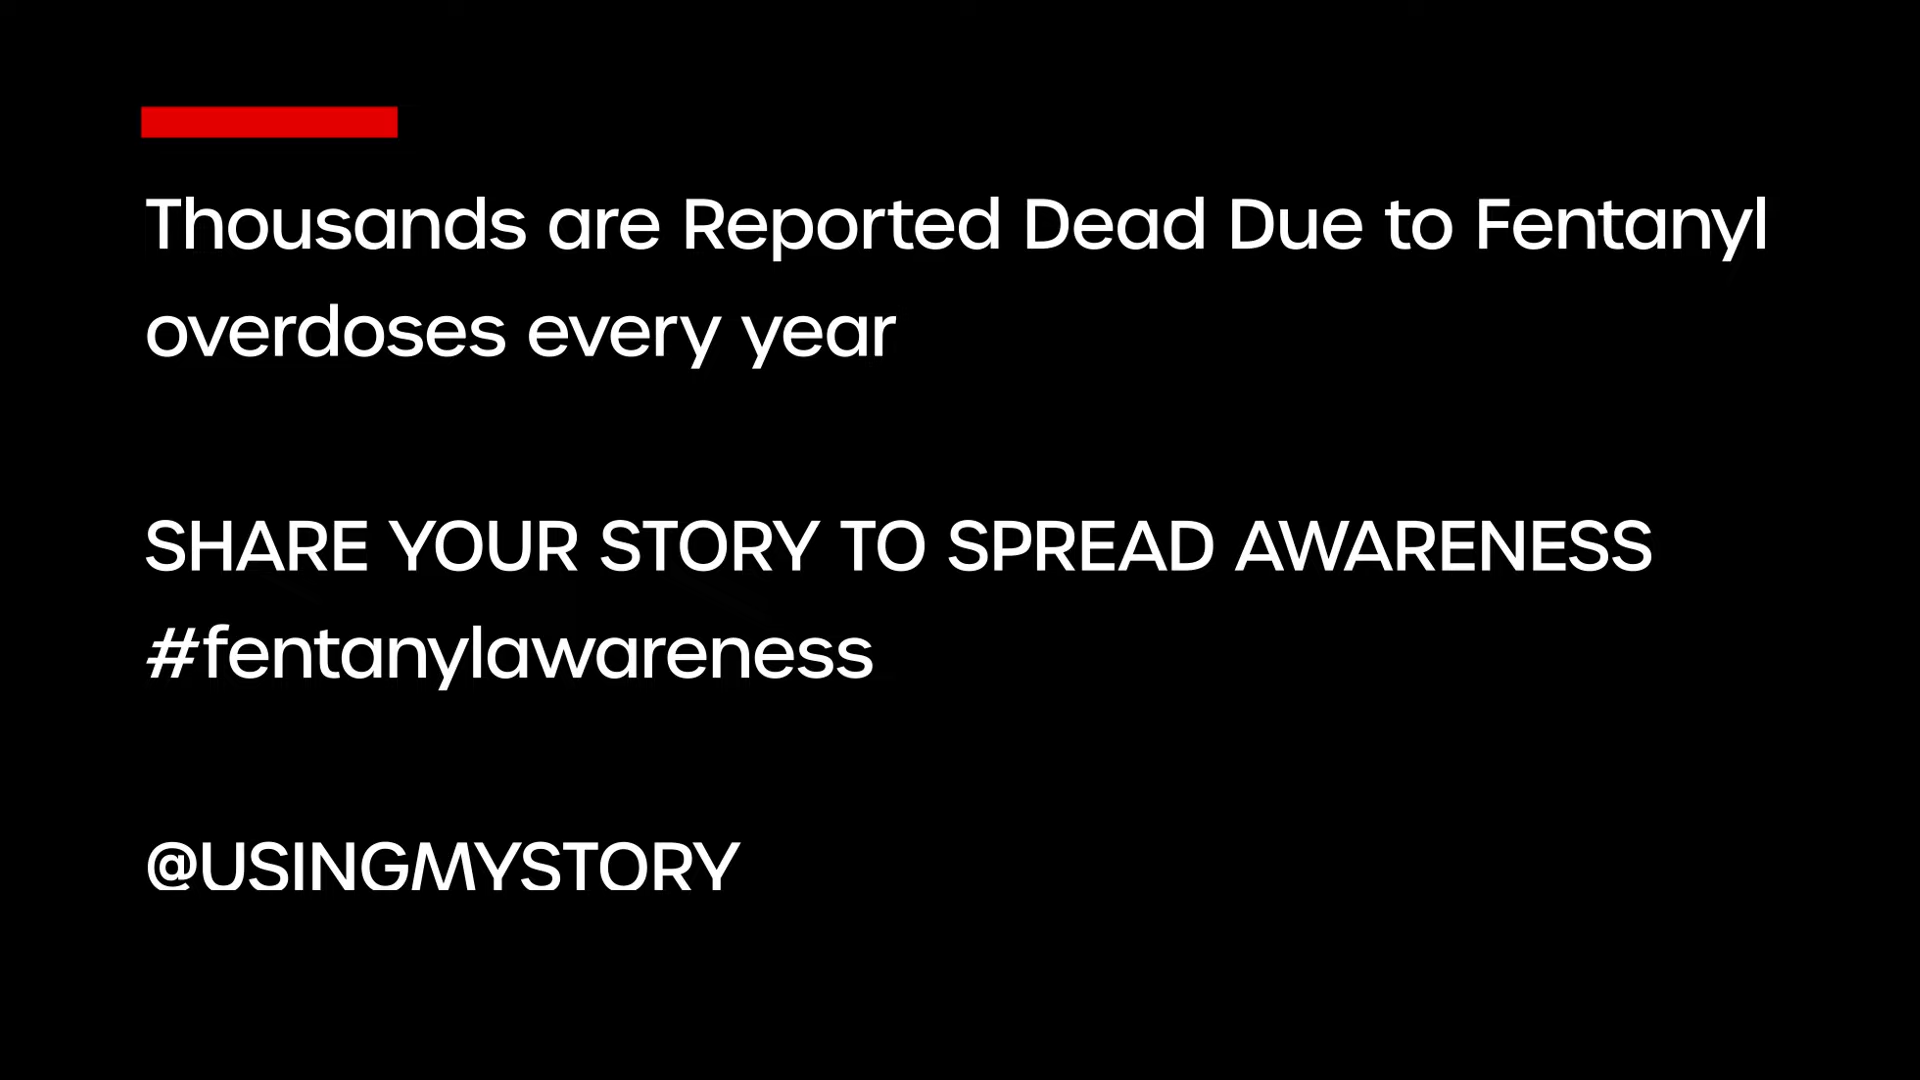 Thousands are Reported Dead Due to Fentanyl
overdoses every year
SHARE YOUR STORY TO SPREAD AWARENESS
#fentanylawareness
@USINGMYSTORY